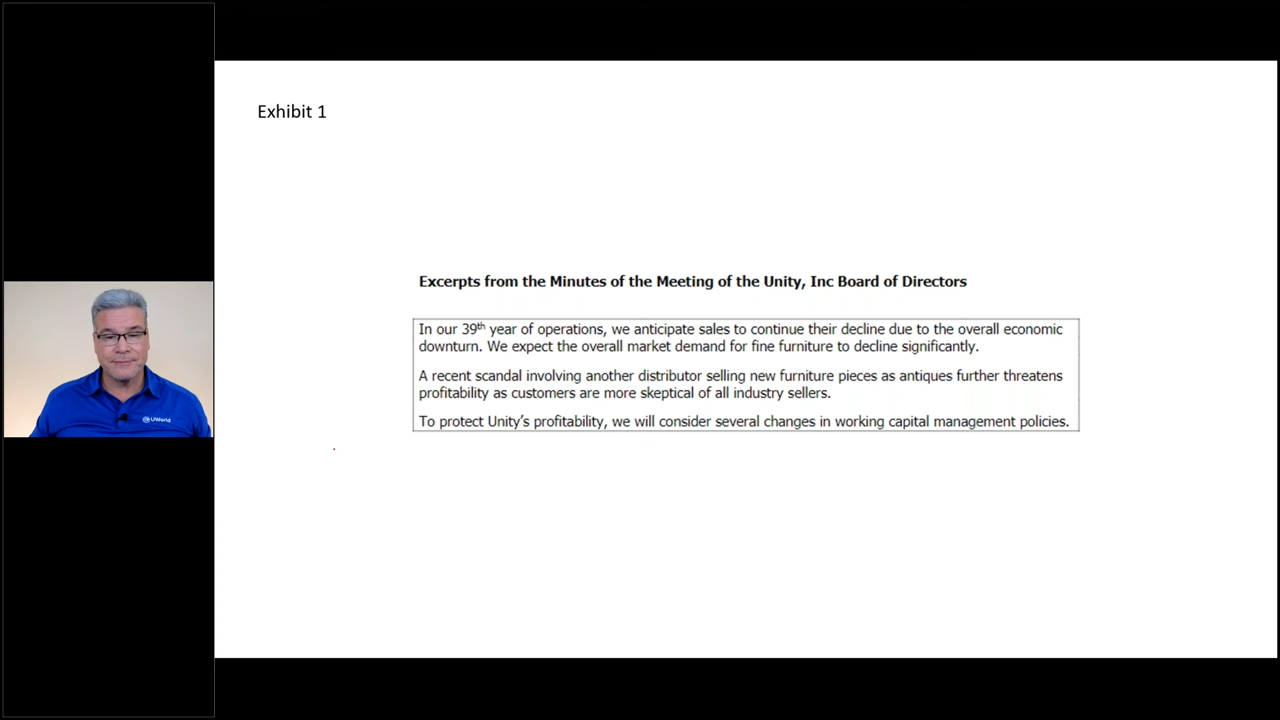 Exhibit 1
Excerpts from the Minutes of the Meeting of the Unity, Inc Board of Directors
In our 39th year of operations, we anticipate sales to continue their decline due to the overall economic
downturn. We expect the overall market demand for fine furniture to decline significantly.
A recent scandal involving another distributor selling new furniture pieces as antiques further threatens
profitability as customers are more skeptical of all industry sellers.
To protect Unity's profitability, we will consider several changes in working capital management policies.
UWorld